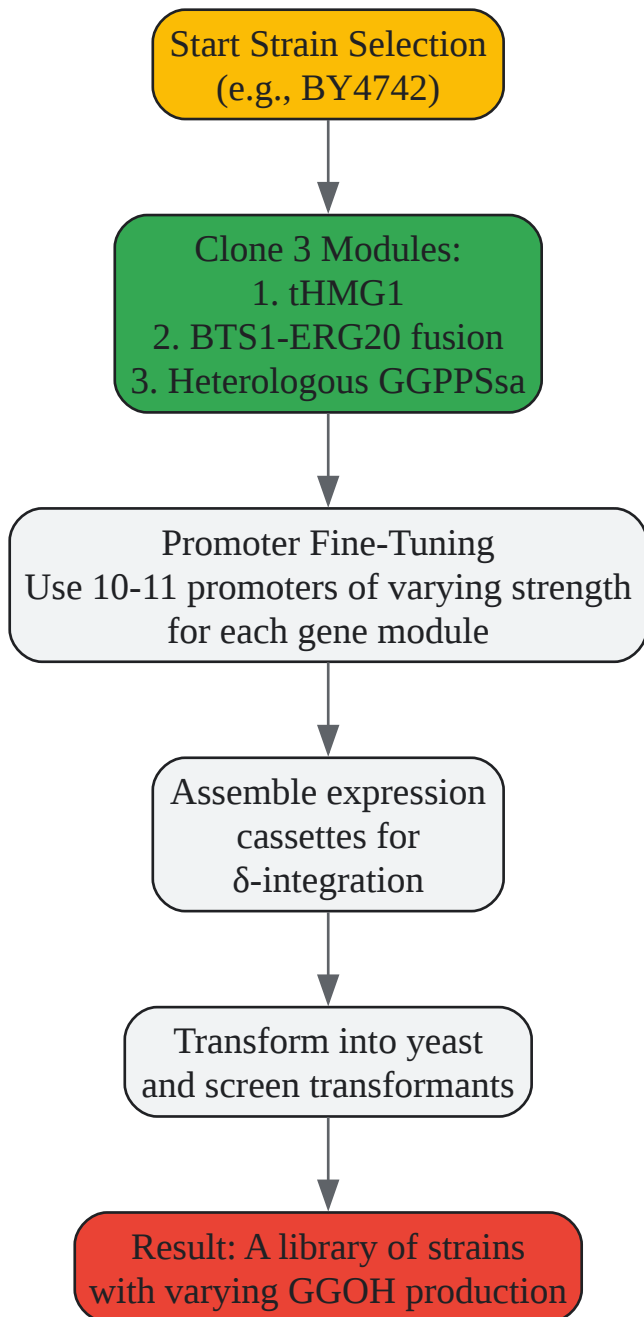 Start Strain Selection
(e.g., BY4742)
Clone 3 Modules:
1. tHMG1
2. BTS1-ERG20 fusion
3. Heterologous GGPPSsa
Promoter Fine-Tuning
Use 10-11 promoters of varying strength
for each gene module
Assemble expression
cassettes for
δ-integration
Transform into yeast
and screen transformants
Result: A library of strains
with varying GGOH production